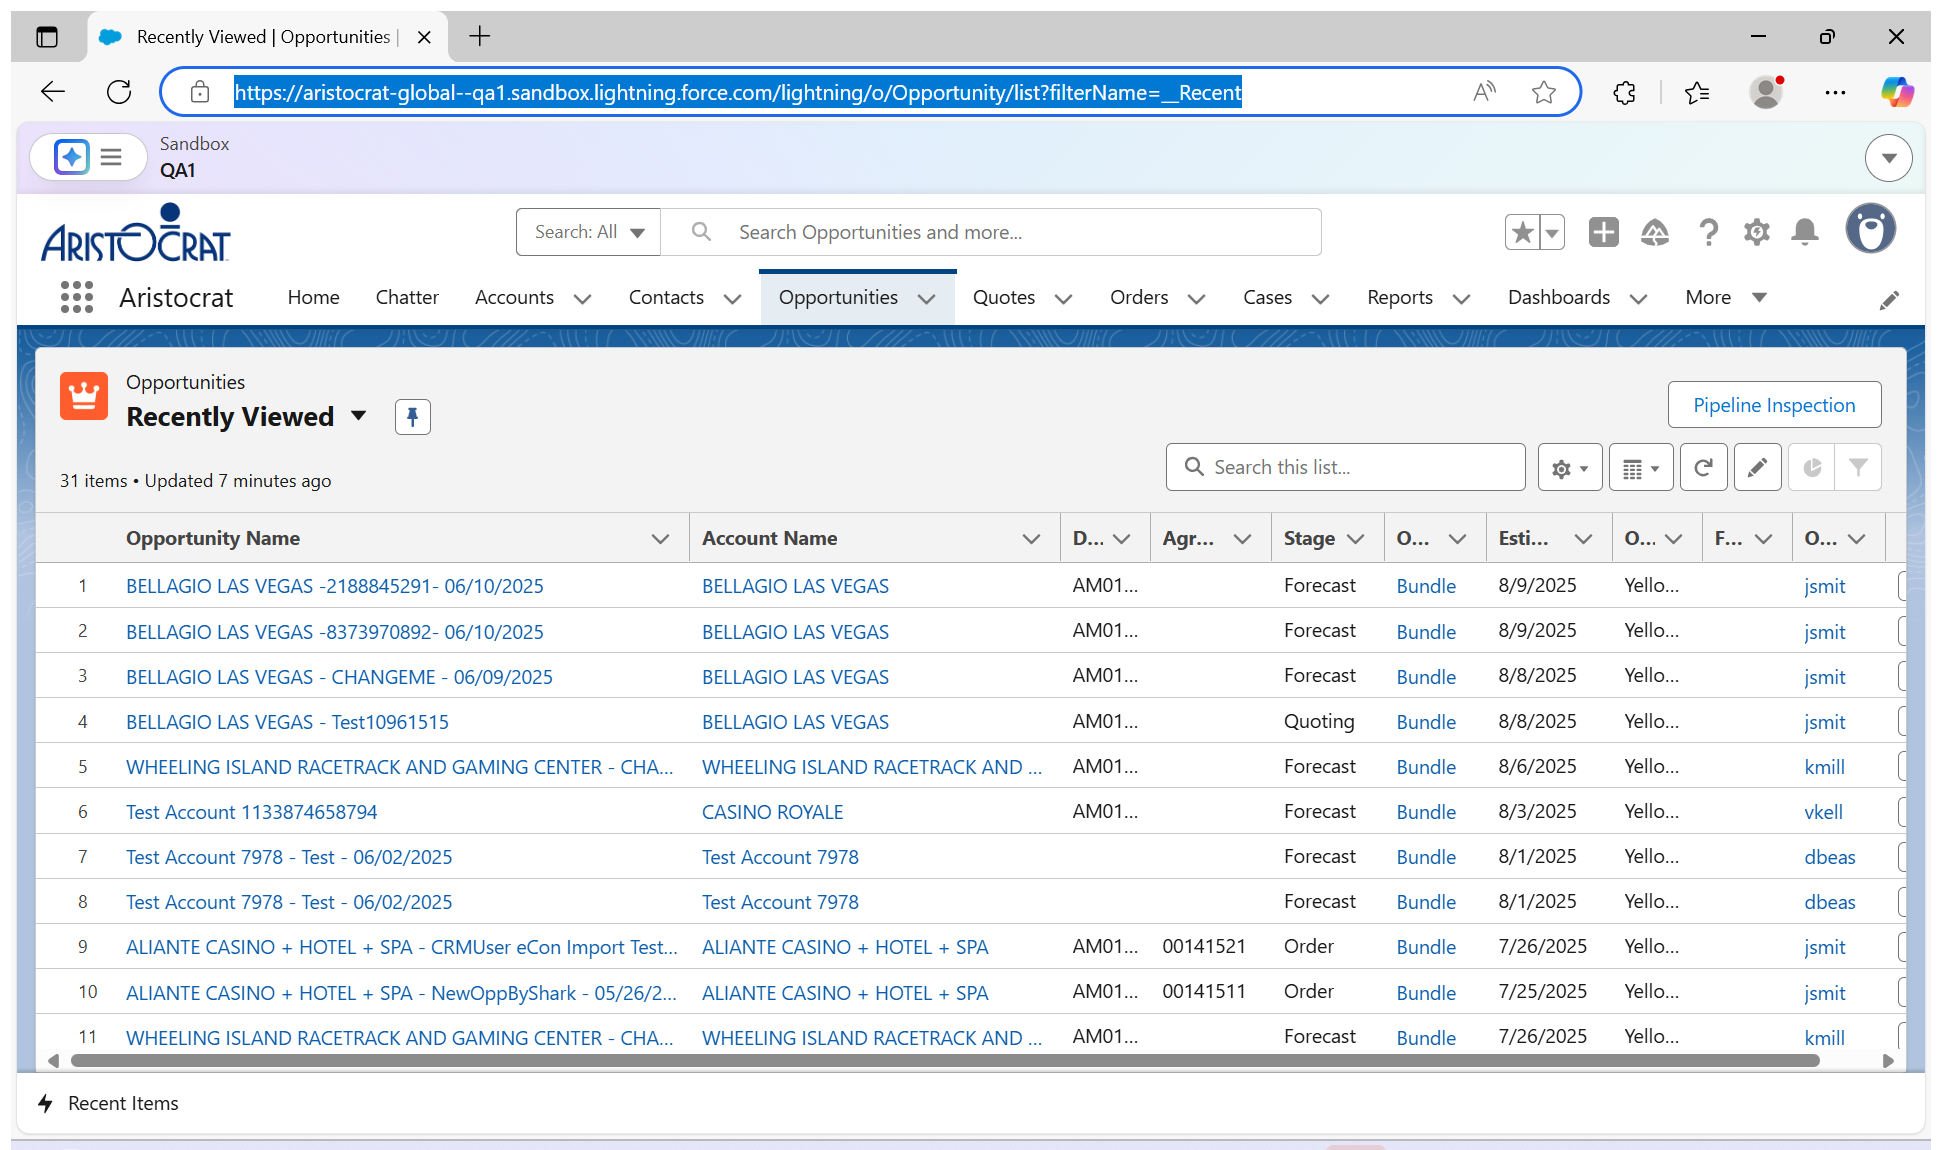 Recently Viewed | Opportunities |
https://aristocrat-global--qa1.sandbox.lightning.force.com/lightning/o/Opportunity/list?filterName=__Recent
Sandbox
QA1
ARISTOCRAT
Search: All
Search Opportunities and more...
Aristocrat Home Chatter Accounts Contacts Opportunities Quotes Orders Cases Reports Dashboards More
Opportunities
Recently Viewed
Pipeline Inspection
31 items • Updated 7 minutes ago
Search this list...
Opportunity Name Account Name D... Agr... Stage O... Esti... O... F... O...
1 BELLAGIO LAS VEGAS -2188845291- 06/10/2025 BELLAGIO LAS VEGAS AM01... Forecast Bundle 8/9/2025 Yello... jsmit
2 BELLAGIO LAS VEGAS -8373970892- 06/10/2025 BELLAGIO LAS VEGAS AM01... Forecast Bundle 8/9/2025 Yello... jsmit
3 BELLAGIO LAS VEGAS - CHANGEME - 06/09/2025 BELLAGIO LAS VEGAS AM01... Forecast Bundle 8/8/2025 Yello... jsmit
4 BELLAGIO LAS VEGAS - Test10961515 BELLAGIO LAS VEGAS AM01... Quoting Bundle 8/8/2025 Yello... jsmit
5 WHEELING ISLAND RACETRACK AND GAMING CENTER - CHA... WHEELING ISLAND RACETRACK AND ... AM01... Forecast Bundle 8/6/2025 Yello... kmill
6 Test Account 1133874658794 CASINO ROYALE AM01... Forecast Bundle 8/3/2025 Yello... vkell
7 Test Account 7978 - Test - 06/02/2025 Test Account 7978 Forecast Bundle 8/1/2025 Yello... dbeas
8 Test Account 7978 - Test - 06/02/2025 Test Account 7978 Forecast Bundle 8/1/2025 Yello... dbeas
9 ALIANTE CASINO + HOTEL + SPA - CRMUser eCon Import Test... ALIANTE CASINO + HOTEL + SPA AM01... 00141521 Order Bundle 7/26/2025 Yello... jsmit
10 ALIANTE CASINO + HOTEL + SPA - NewOppByShark - 05/26/2... ALIANTE CASINO + HOTEL + SPA AM01... 00141511 Order Bundle 7/25/2025 Yello... jsmit
11 WHEELING ISLAND RACETRACK AND GAMING CENTER - CHA... WHEELING ISLAND RACETRACK AND ... AM01... Forecast Bundle 7/26/2025 Yello... kmill
Recent Items